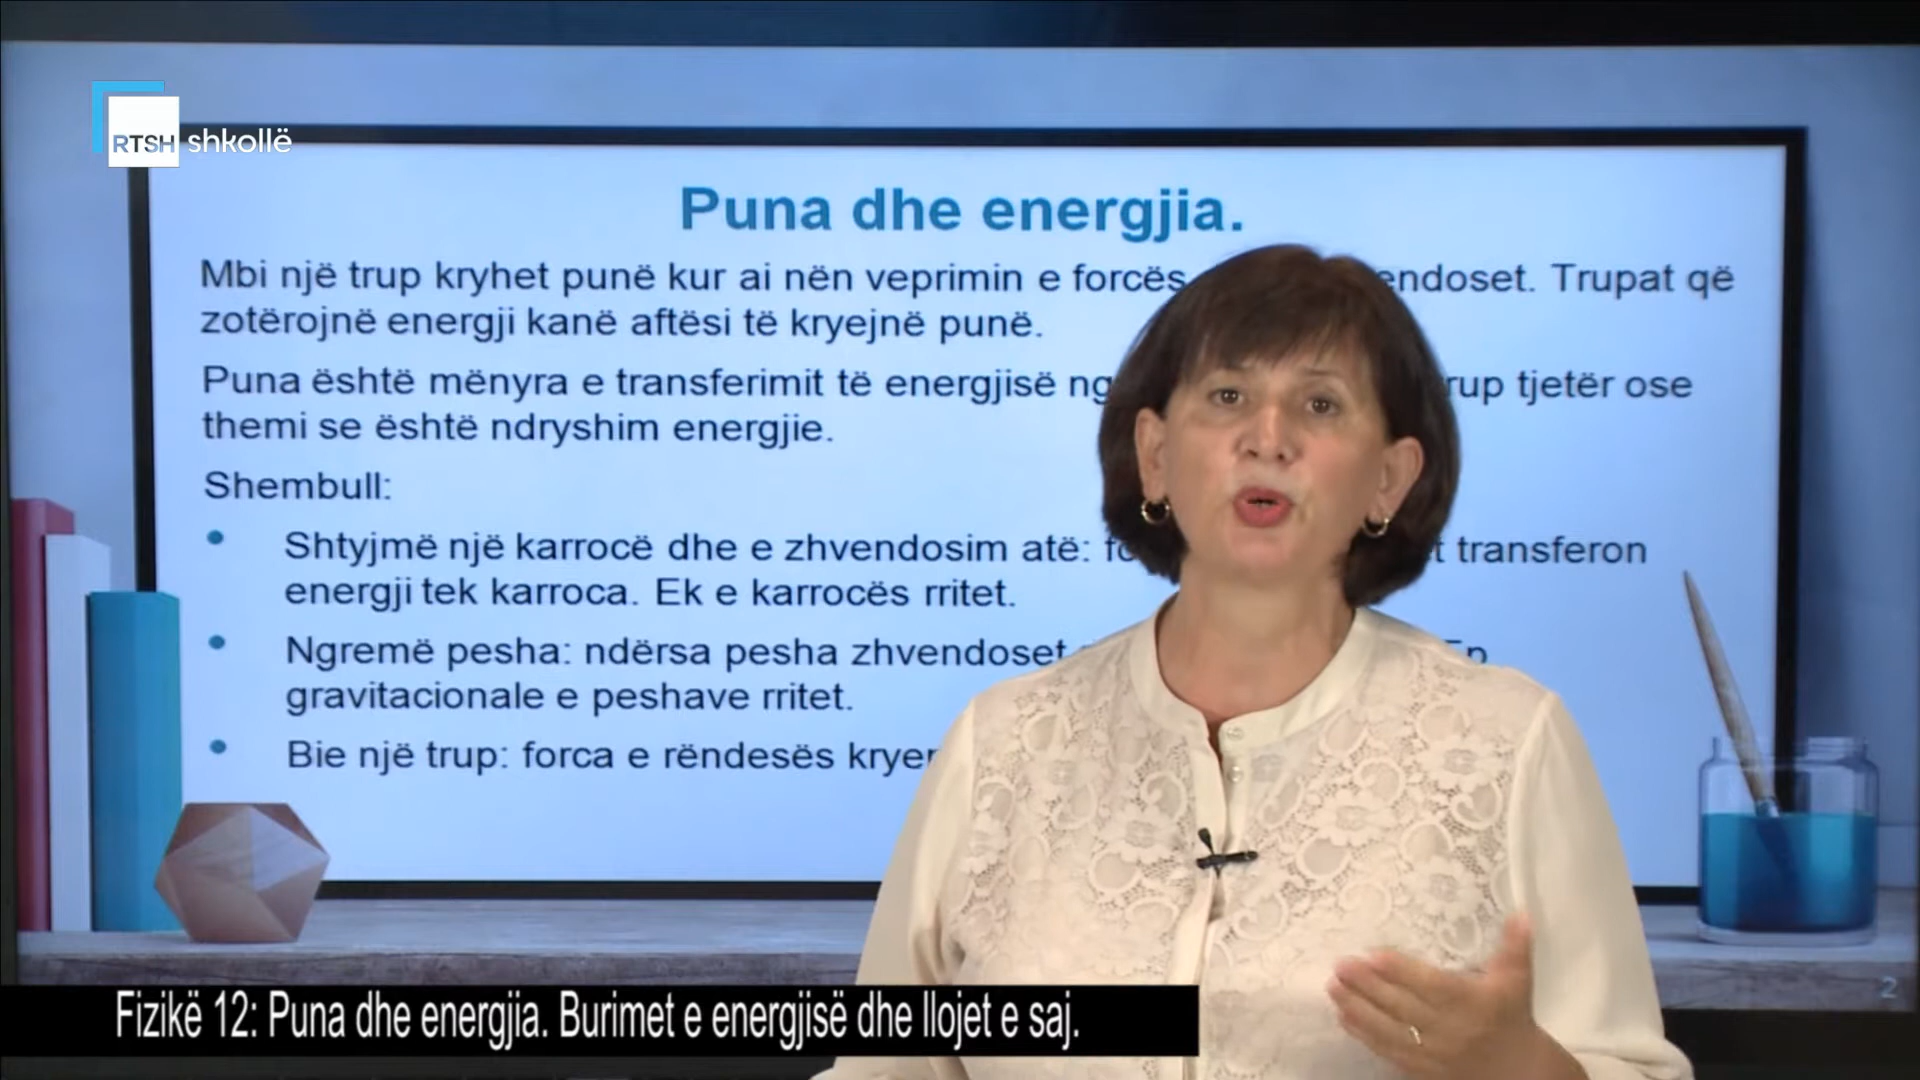 RTSH shkollë
Puna dhe energjia.
Mbi një trup kryhet punë kur ai nën veprimin e forcës endoset. Trupat që
zotërojnë energji kanë aftësi të kryejnë punë.
Puna është mënyra e transferimit të energjisë trup tjetër ose
themi se është ndryshim energjie.
Shembull:
Shtyjmë një karrocë dhe e zhvendosim atë: transferon
energji tek karroca. Ek e karrocës rritet.
Ngremë pesha: ndërsa pesha zhvendoset Ep
gravitacionale e peshave rritet.
Bie një trup: forca e rëndesës
2
Fizikë 12: Puna dhe energjia. Burimet e energjisë dhe llojet e saj.